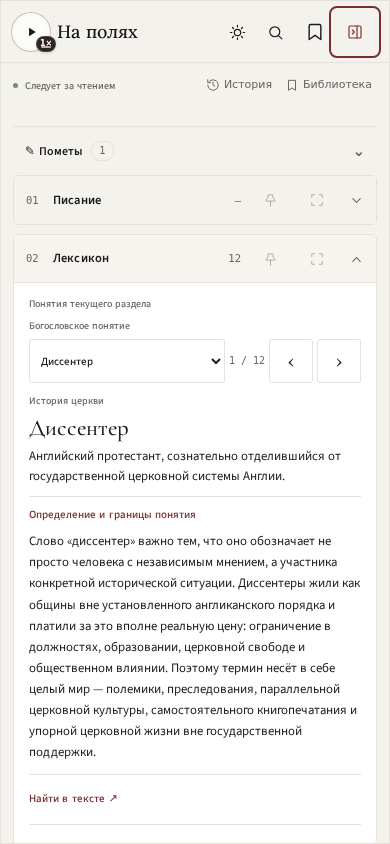 1x
На полях
Следует за чтением
История
Библиотека
✎ Пометы 1
01 Писание —
02 Лексикон 12
Понятия текущего раздела
Богословское понятие
Диссентер
1 / 12
‹
›
История церкви
Диссентер
Английский протестант, сознательно отделившийся от
государственной церковной системы Англии.
Определение и границы понятия
Слово «диссентер» важно тем, что оно обозначает не
просто человека с независимым мнением, а участника
конкретной исторической ситуации. Диссентеры жили как
общины вне установленного англиканского порядка и
платили за это вполне реальную цену: ограничение в
должностях, образовании, церковной свободе и
общественном влиянии. Поэтому термин несёт в себе
целый мир — полемики, преследования, параллельной
церковной культуры, самостоятельного книгопечатания и
упорной церковной жизни вне государственной
поддержки.
Найти в тексте ↗